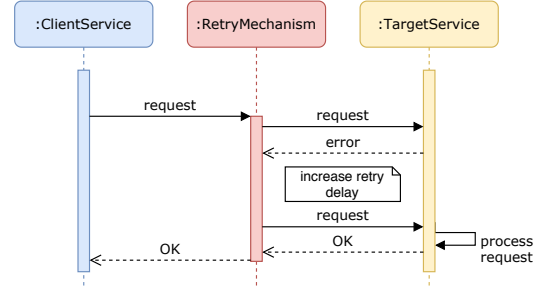 :ClientService
:RetryMechanism
:TargetService
request
request
error
increase retry
delay
request
OK
OK
process
request